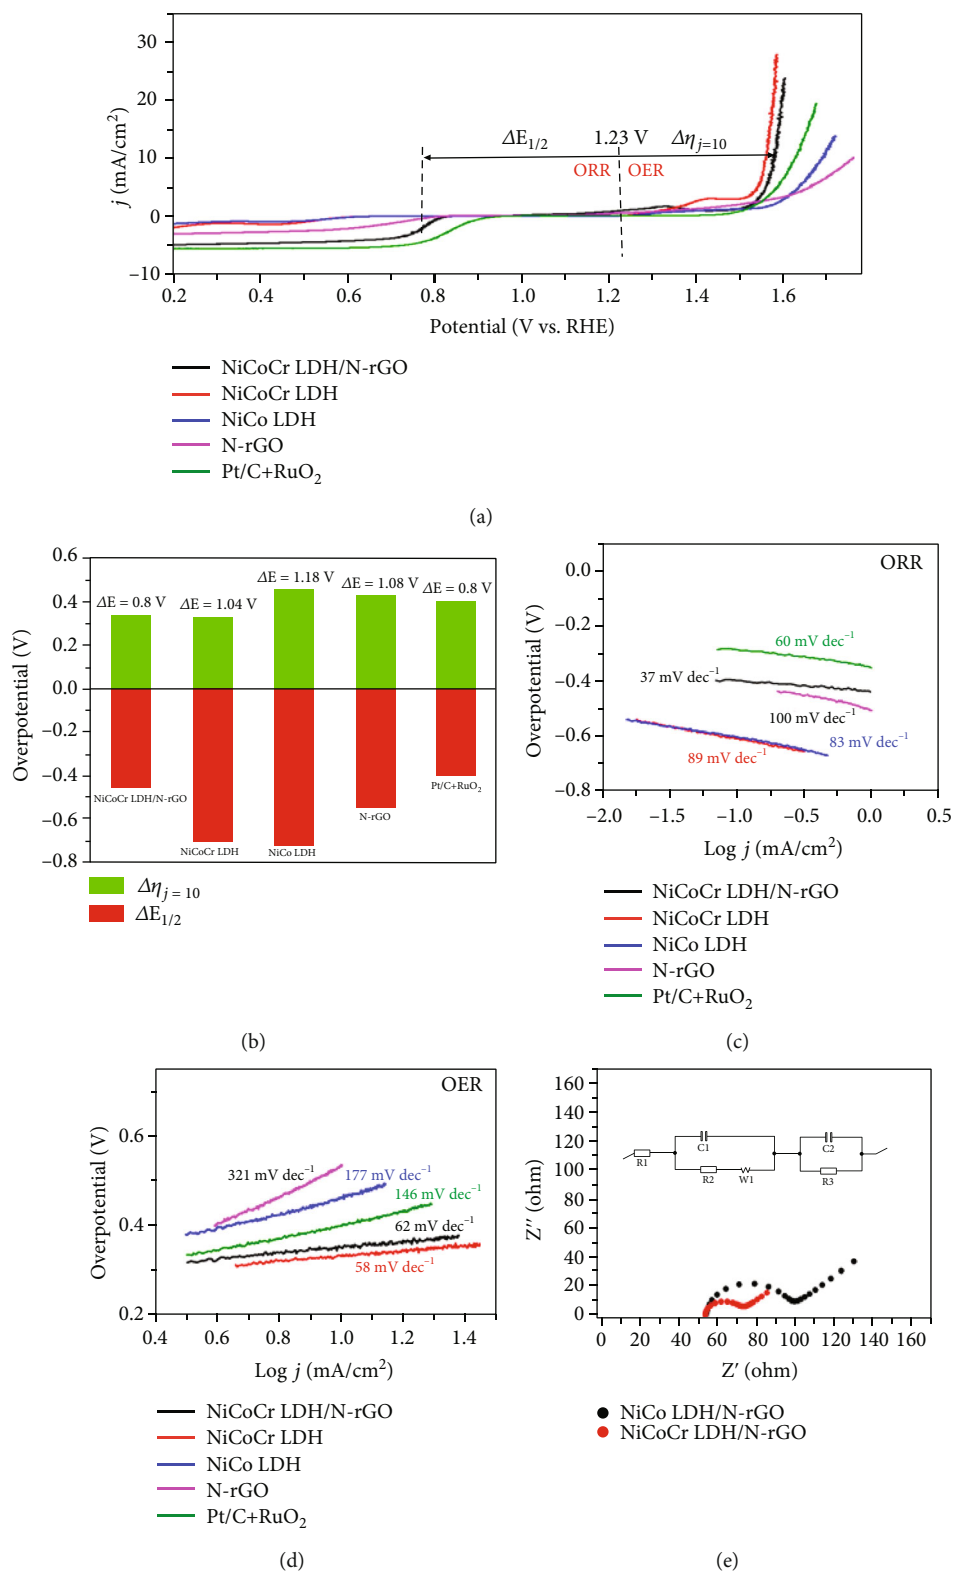 30
20
10
0
−10
j (mA/cm²)
ΔE₁/₂
1.23 V
Δηⱼ₌₁₀
ORR
OER
0.2 0.4 0.6 0.8 1.0 1.2 1.4 1.6
Potential (V vs. RHE)
NiCoCr LDH/N-rGO
NiCoCr LDH
NiCo LDH
N-rGO
Pt/C+RuO₂
(a)
0.6
0.4
0.2
0.0
−0.2
−0.4
−0.6
−0.8
Overpotential (V)
ΔE = 0.8 V
ΔE = 1.04 V
ΔE = 1.18 V
ΔE = 1.08 V
ΔE = 0.8 V
NiCoCr LDH/N-rGO
NiCoCr LDH
NiCo LDH
N-rGO
Pt/C+RuO₂
Δηⱼ ₌ ₁₀
ΔE₁/₂
(b)
ORR
0.0
−0.2
−0.4
−0.6
−0.8
Overpotential (V)
60 mV dec⁻¹
37 mV dec⁻¹
100 mV dec⁻¹
83 mV dec⁻¹
89 mV dec⁻¹
−2.0 −1.5 −1.0 −0.5 0.0 0.5
Log j (mA/cm²)
NiCoCr LDH/N-rGO
NiCoCr LDH
NiCo LDH
N-rGO
Pt/C+RuO₂
(c)
OER
0.6
0.4
0.2
Overpotential (V)
321 mV dec⁻¹
177 mV dec⁻¹
146 mV dec⁻¹
62 mV dec⁻¹
58 mV dec⁻¹
0.4 0.6 0.8 1.0 1.2 1.4
Log j (mA/cm²)
NiCoCr LDH/N-rGO
NiCoCr LDH
NiCo LDH
N-rGO
Pt/C+RuO₂
(d)
160
140
120
100
80
60
40
20
0
Z″ (ohm)
R1
C1
R2
W1
C2
R3
0 20 40 60 80 100 120 140 160
Z′ (ohm)
NiCo LDH/N-rGO
NiCoCr LDH/N-rGO
(e)